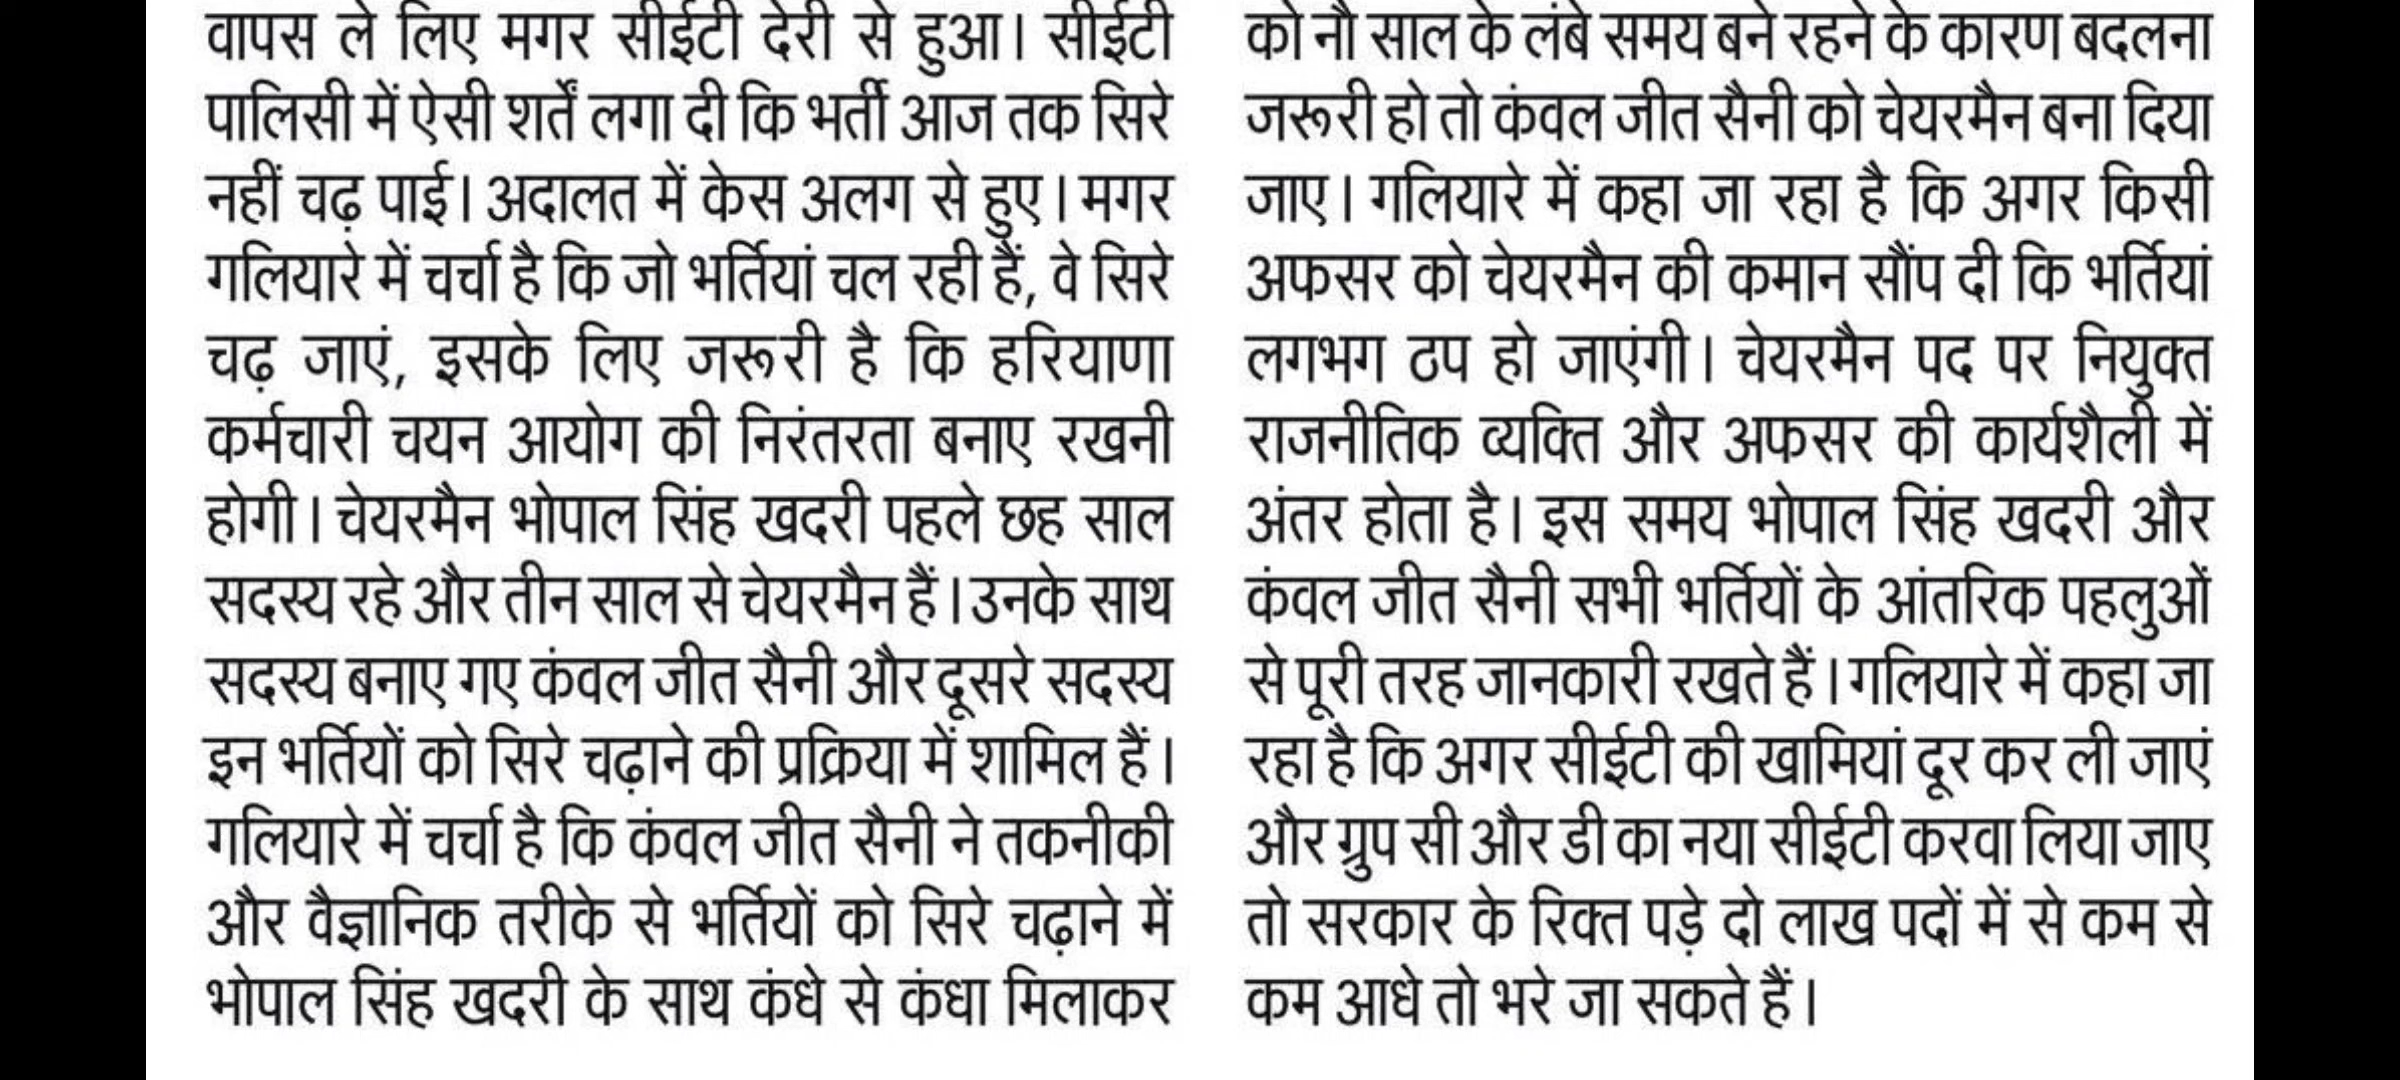 वापस ले लिए मगर सीईटी देरी से हुआ। सीईटी
पालिसी में ऐसी शर्तें लगा दी कि भर्ती आज तक सिरे
नहीं चढ़ पाई। अदालत में केस अलग से हुए। मगर
गलियारे में चर्चा है कि जो भर्तियां चल रही हैं, वे सिरे
चढ़ जाएं, इसके लिए जरूरी है कि हरियाणा
कर्मचारी चयन आयोग की निरंतरता बनाए रखनी
होगी। चेयरमैन भोपाल सिंह खदरी पहले छह साल
सदस्य रहे और तीन साल से चेयरमैन हैं। उनके साथ
सदस्य बनाए गए कंवल जीत सैनी और दूसरे सदस्य
इन भर्तियों को सिरे चढ़ाने की प्रक्रिया में शामिल हैं।
गलियारे में चर्चा है कि कंवल जीत सैनी ने तकनीकी
और वैज्ञानिक तरीके से भर्तियों को सिरे चढ़ाने में
भोपाल सिंह खदरी के साथ कंधे से कंधा मिलाकर
को नौ साल के लंबे समय बने रहने के कारण बदलना
जरूरी हो तो कंवल जीत सैनी को चेयरमैन बना दिया
जाए। गलियारे में कहा जा रहा है कि अगर किसी
अफसर को चेयरमैन की कमान सौंप दी कि भर्तियां
लगभग ठप हो जाएंगी। चेयरमैन पद पर नियुक्त
राजनीतिक व्यक्ति और अफसर की कार्यशैली में
अंतर होता है। इस समय भोपाल सिंह खदरी और
कंवल जीत सैनी सभी भर्तियों के आंतरिक पहलुओं
से पूरी तरह जानकारी रखते हैं। गलियारे में कहा जा
रहा है कि अगर सीईटी की खामियां दूर कर ली जाएं
और ग्रुप सी और डी का नया सीईटी करवा लिया जाए
तो सरकार के रिक्त पड़े दो लाख पदों में से कम से
कम आधे तो भरे जा सकते हैं।